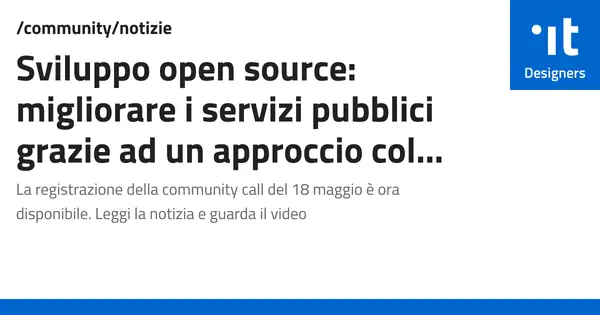 /community/notizie
Sviluppo open source:
migliorare i servizi pubblici
grazie ad un approccio col...
La registrazione della community call del 18 maggio è ora
disponibile. Leggi la notizia e guarda il video
it
Designers